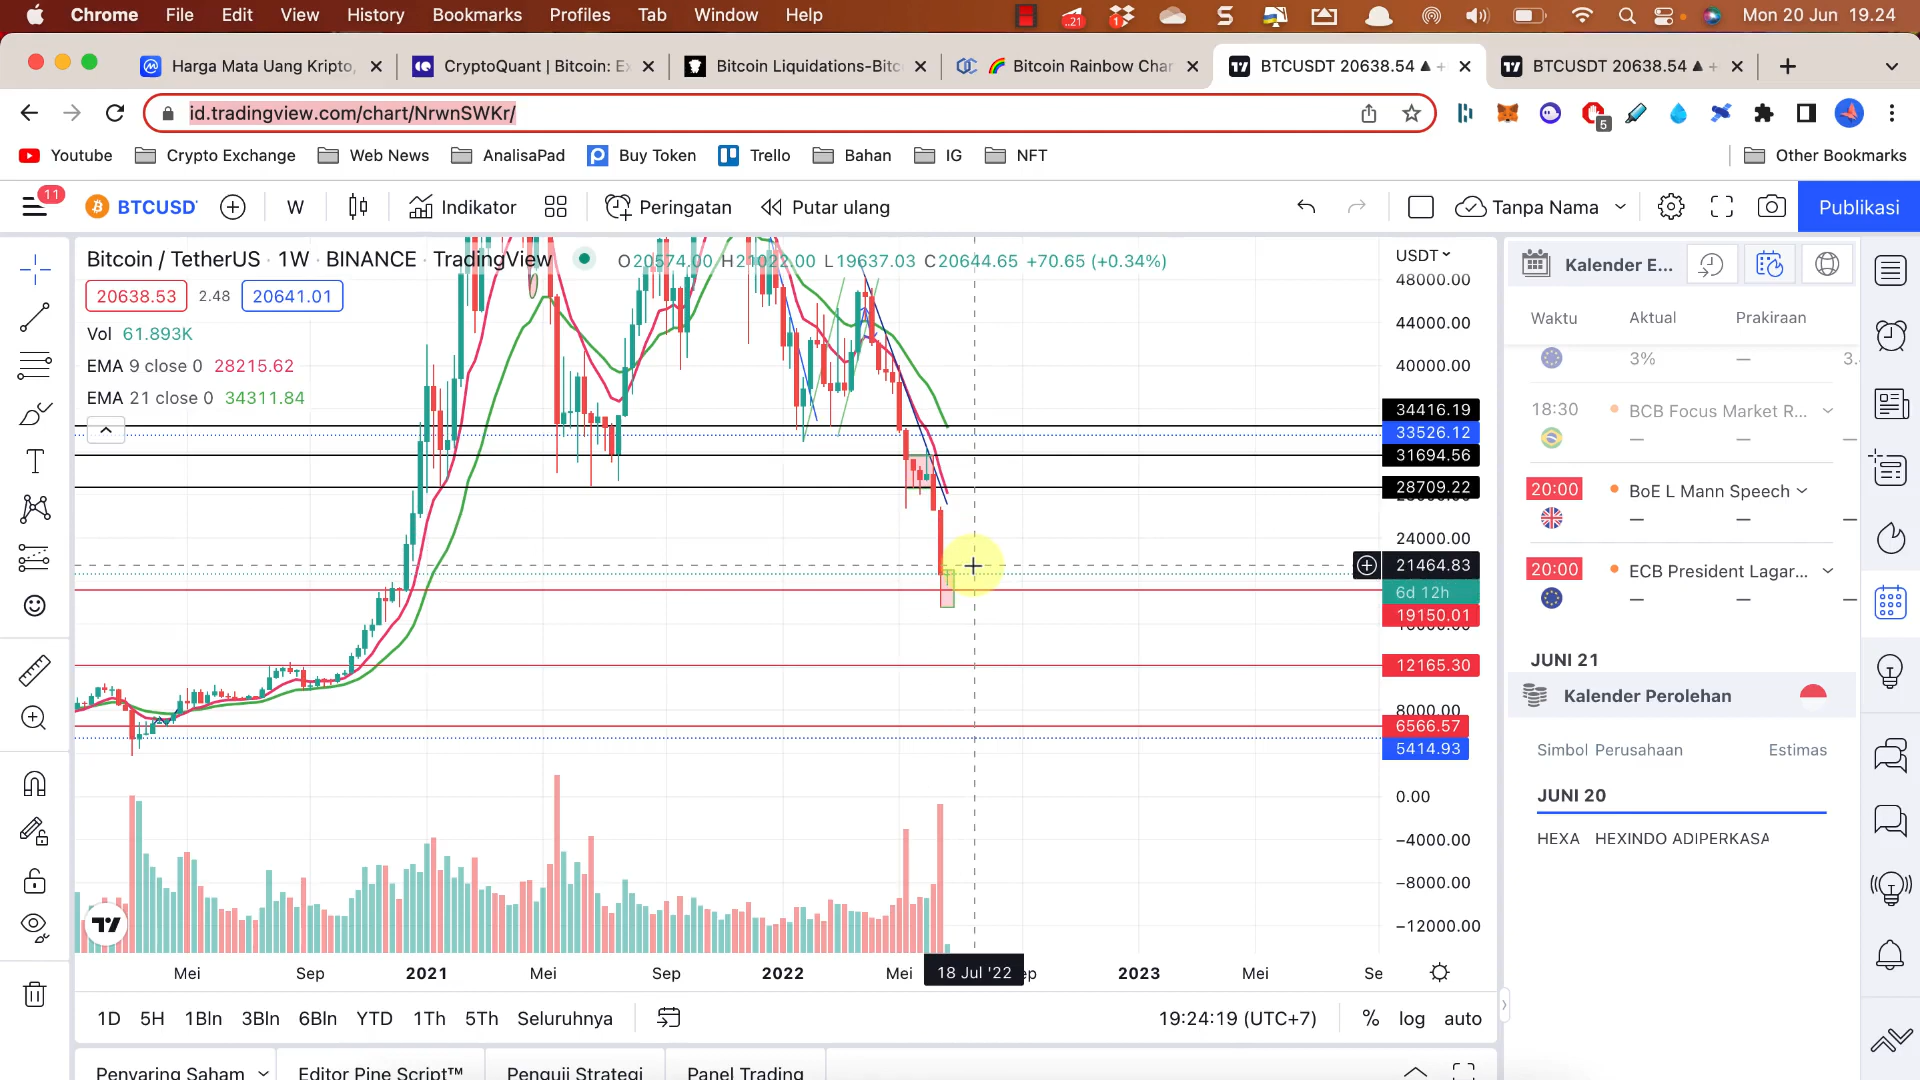 Chrome File Edit View History Bookmarks Profiles Tab Window Help
..21 1 Mon 20 Jun 19.24
Harga Mata Uang Kripto,
CryptoQuant | Bitcoin: Ex
Bitcoin Liquidations-Bitc
Bitcoin Rainbow Char
BTCUSDT 20638.54 ▲ +
BTCUSDT 20638.54 ▲ +
id.tradingview.com/chart/NrwnSWKr/
5
Youtube Crypto Exchange Web News AnalisaPad Buy Token Trello Bahan IG NFT Other Bookmarks
11 BTCUSD W Indikator Peringatan Putar ulang Tanpa Nama Publikasi
Bitcoin / TetherUS · 1W · BINANCE · TradingView O20574.00 H21022.00 L19637.03 C20644.65 +70.65 (+0.34%)
20638.53 2.48 20641.01
Vol 61.893K
EMA 9 close 0 28215.62
EMA 21 close 0 34311.84
USDT
48000.00
44000.00
40000.00
34416.19
33526.12
31694.56
28709.22
24000.00
21464.83
6d 12h
19150.01
12165.30
8000.00
6566.57
5414.93
0.00
−4000.00
−8000.00
−12000.00
Mei Sep 2021 Mei Sep 2022 Mei 18 Jul '22 2023 Mei Se
1D 5H 1Bln 3Bln 6Bln YTD 1Th 5Th Seluruhnya 19:24:19 (UTC+7) % log auto
Penyaring Saham Editor Pine Script™ Penguji Strategi Panel Trading
Kalender E...
Waktu Aktual Prakiraan
3% — 3.
18:30 BCB Focus Market R...
— — —
20:00 BoE L Mann Speech
— — —
20:00 ECB President Lagar...
— — —
JUNI 21
Kalender Perolehan
Simbol Perusahaan Estimas
JUNI 20
HEXA HEXINDO ADIPERKASA